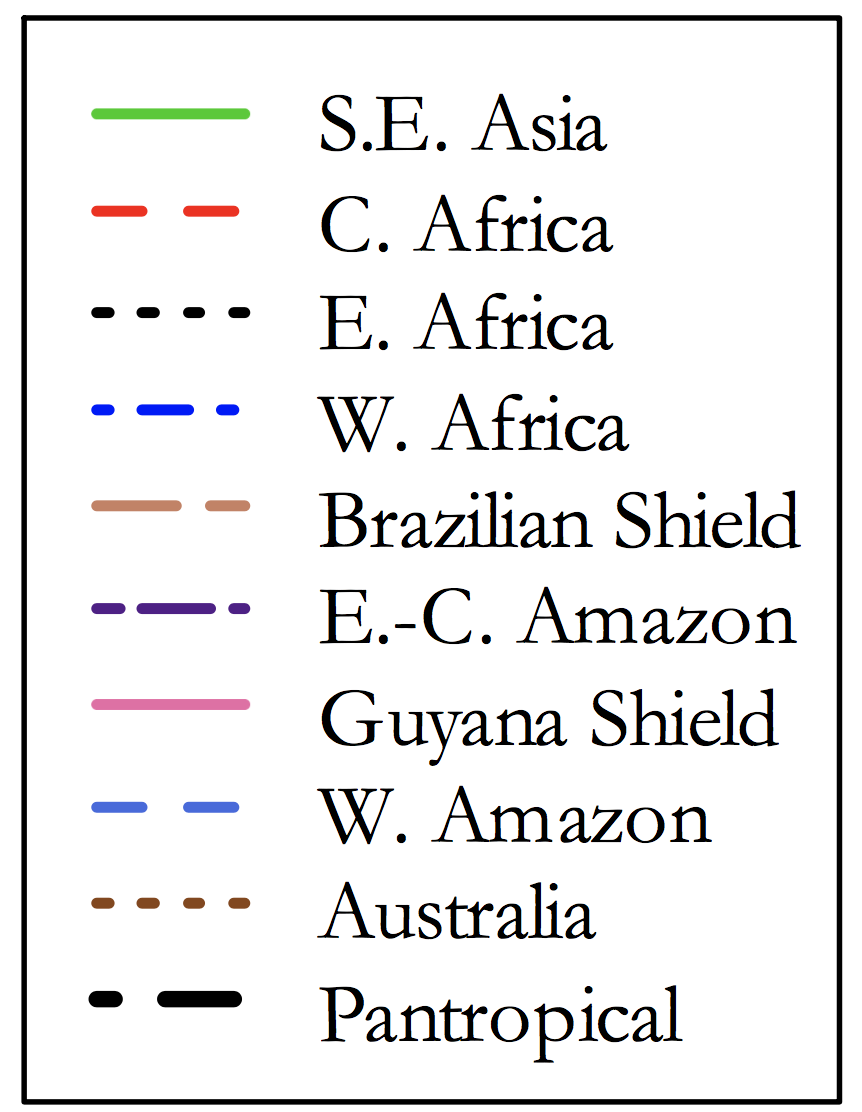 S.E. Asia
C. Africa
E. Africa
W. Africa
Brazilian Shield
E.-C. Amazon
Guyana Shield
W. Amazon
Australia
Pantropical